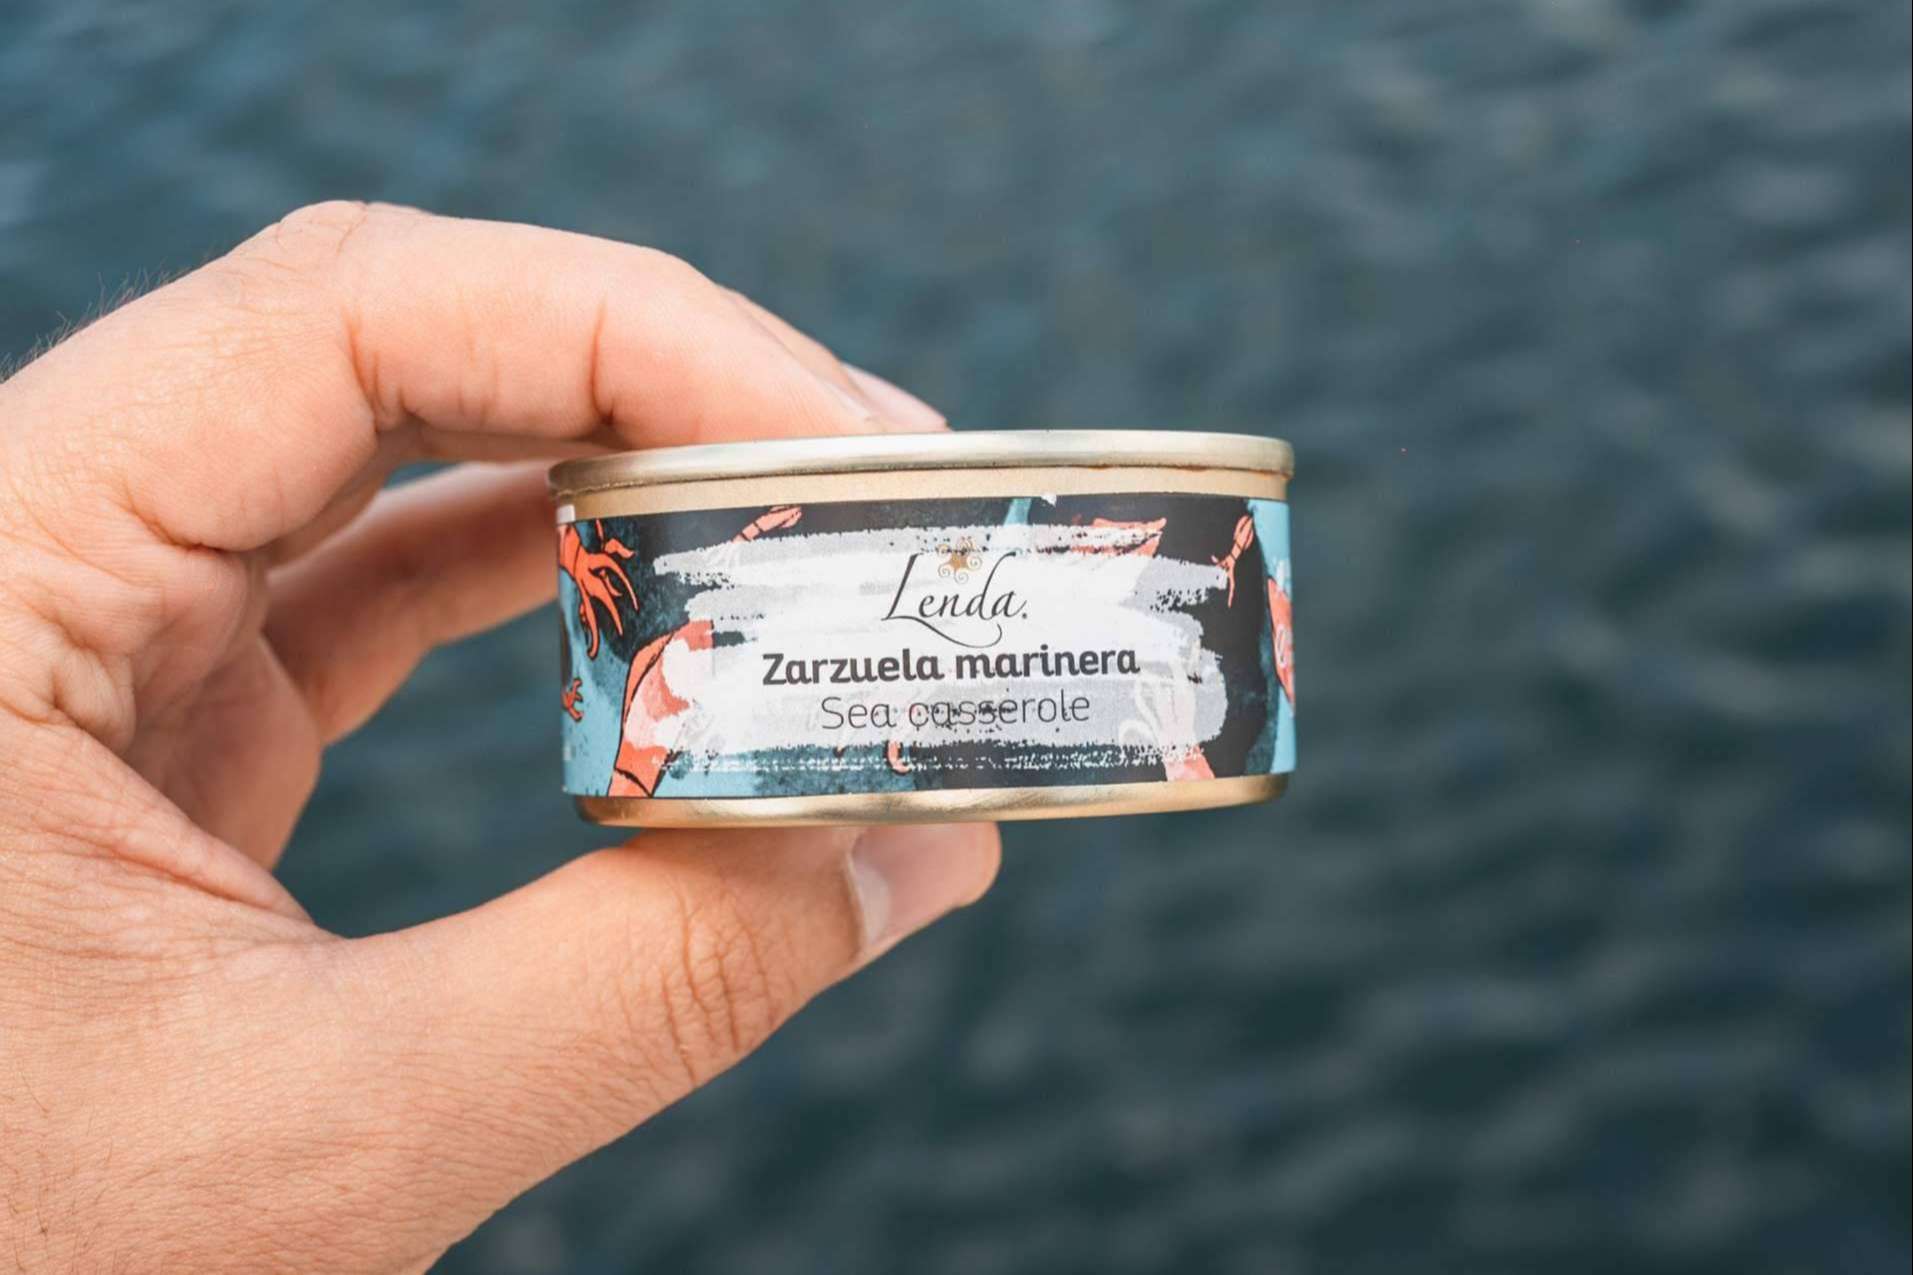 Lenda.
Zarzuela marinera
Sea casserole